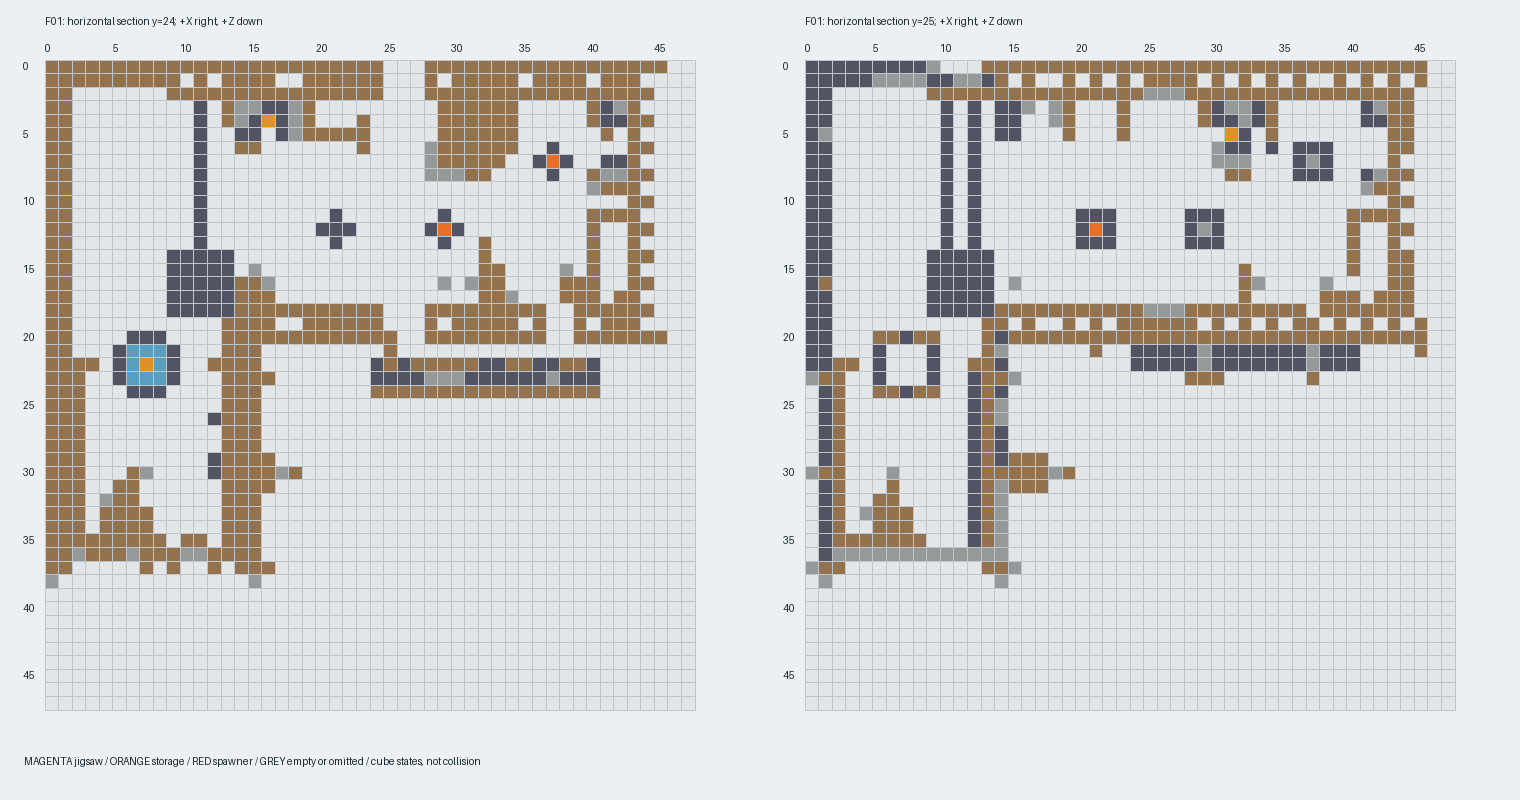 F01: horizontal section y=24; +X right, +Z down
F01: horizontal section y=25; +X right, +Z down
0 5 10 15 20 25 30 35 40 45
0 5 10 15 20 25 30 35 40 45
0 0
5 5
10 10
15 15
20 20
25 25
30 30
35 35
40 40
45 45
MAGENTA jigsaw / ORANGE storage / RED spawner / GREY empty or omitted / cube states, not collision